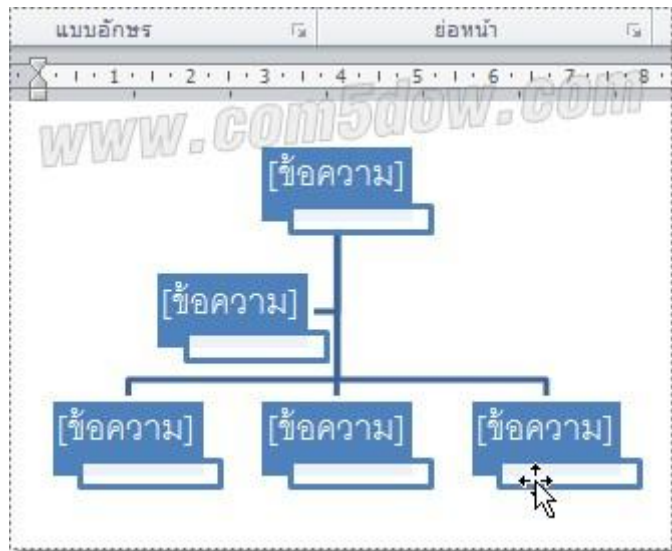 แบบอักษร ย่อหน้า
1 2 3 4 5 6 7 8
www.com5dow.com
[ข้อความ]
[ข้อความ]
[ข้อความ] [ข้อความ] [ข้อความ]